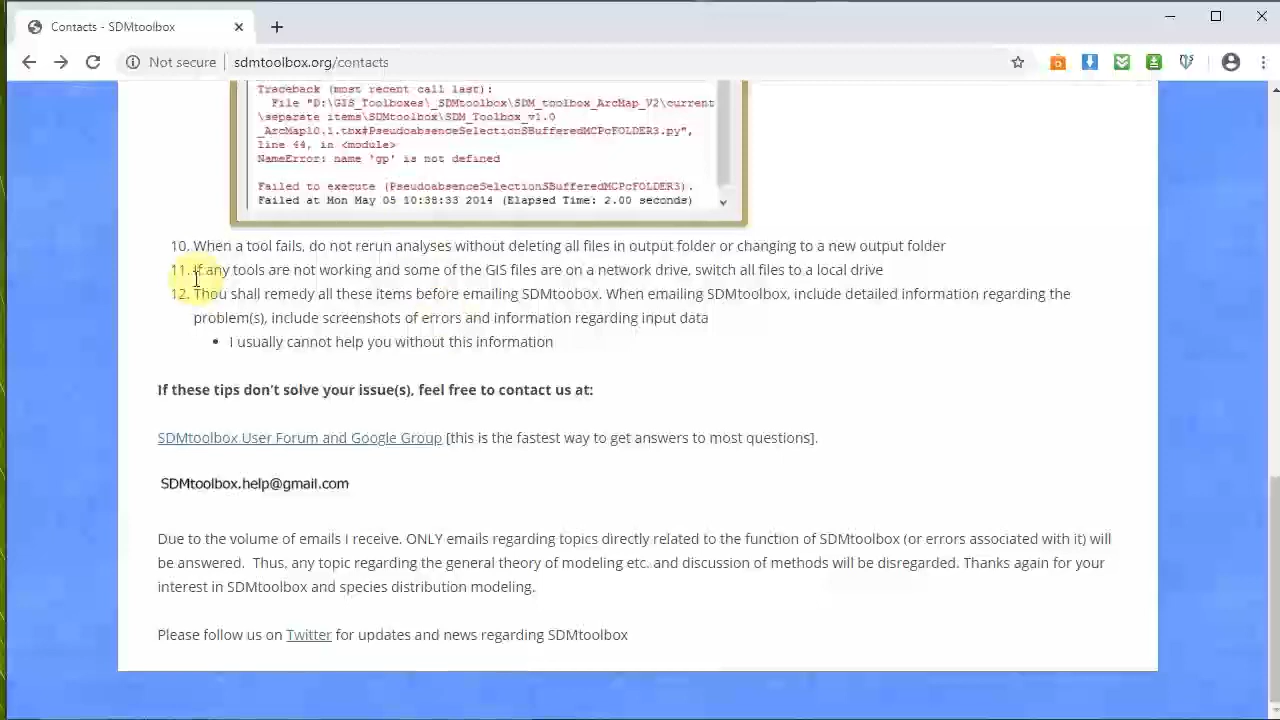 Contacts - SDMtoolbox
Not secure
sdmtoolbox.org/contacts
Traceback (most recent call last):
File "D:\GIS_Toolboxes\_SDMtoolbox\SDM_toolbox_ArcMap_V2\current
\separate items\SDMtoolbox\SDM_Toolbox_v1.0
_ArcMap10.1.tbx#PseudoabsenceSelectionSBufferedMCPcFOLDER3.py",
line 44, in <module>
NameError: name 'gp' is not defined
Failed to execute (PseudoabsenceSelectionSBufferedMCPcFOLDER3).
Failed at Mon May 05 10:38:33 2014 (Elapsed Time: 2.00 seconds)
10. When a tool fails, do not rerun analyses without deleting all files in output folder or changing to a new output folder
11. If any tools are not working and some of the GIS files are on a network drive, switch all files to a local drive
12. Thou shall remedy all these items before emailing SDMtoobox. When emailing SDMtoolbox, include detailed information regarding the
problem(s), include screenshots of errors and information regarding input data
• I usually cannot help you without this information
If these tips don't solve your issue(s), feel free to contact us at:
SDMtoolbox User Forum and Google Group [this is the fastest way to get answers to most questions].
SDMtoolbox.help@gmail.com
Due to the volume of emails I receive. ONLY emails regarding topics directly related to the function of SDMtoolbox (or errors associated with it) will
be answered.  Thus, any topic regarding the general theory of modeling etc. and discussion of methods will be disregarded. Thanks again for your
interest in SDMtoolbox and species distribution modeling.
Please follow us on Twitter for updates and news regarding SDMtoolbox